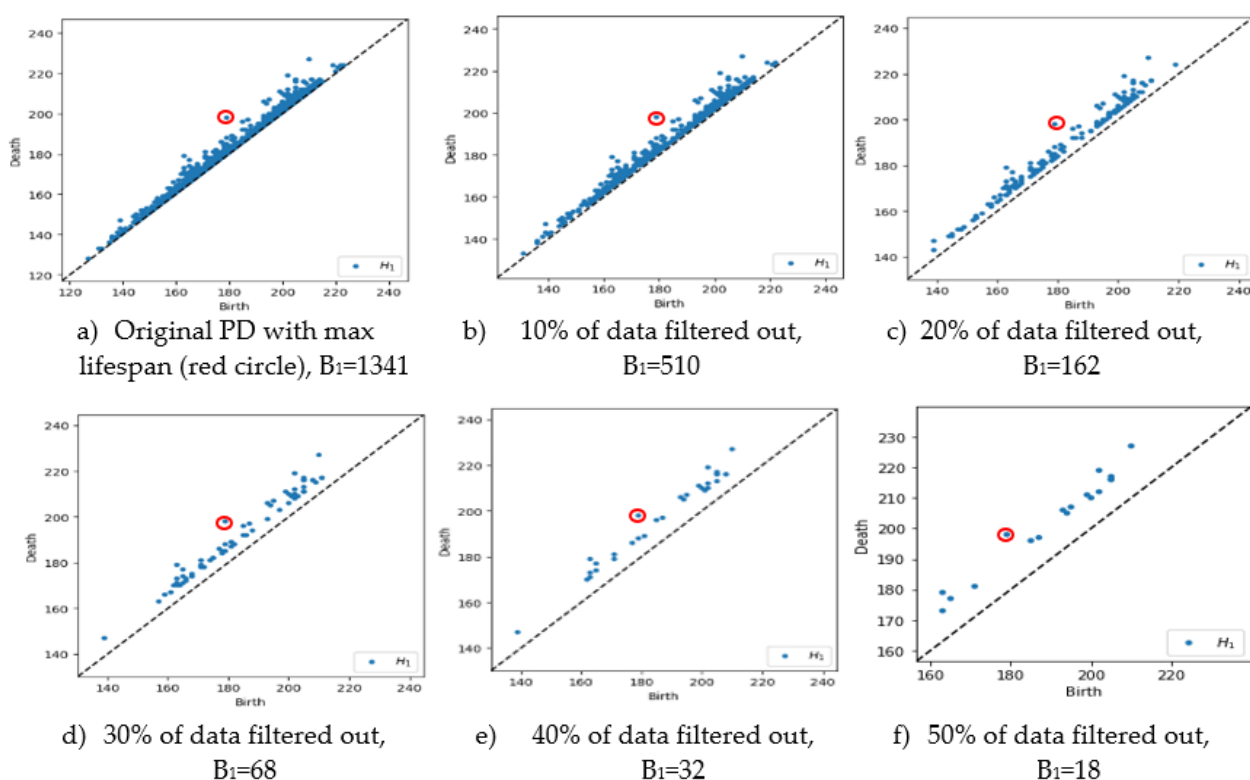 240
220
200
180
160
140
120
Death
H₁
120 140 160 180 200 220 240
Birth
a) Original PD with max
lifespan (red circle), B₁=1341
240
220
200
180
160
140
Death
H₁
140 160 180 200 220 240
Birth
b) 10% of data filtered out,
B₁=510
240
220
200
180
160
140
Death
H₁
140 160 180 200 220 240
Birth
c) 20% of data filtered out,
B₁=162
240
220
200
180
160
140
Death
H₁
140 160 180 200 220 240
Birth
d) 30% of data filtered out,
B₁=68
240
220
200
180
160
140
Death
H₁
140 160 180 200 220 240
Birth
e) 40% of data filtered out,
B₁=32
230
220
210
200
190
180
170
160
Death
H₁
160 180 200 220
Birth
f) 50% of data filtered out,
B₁=18